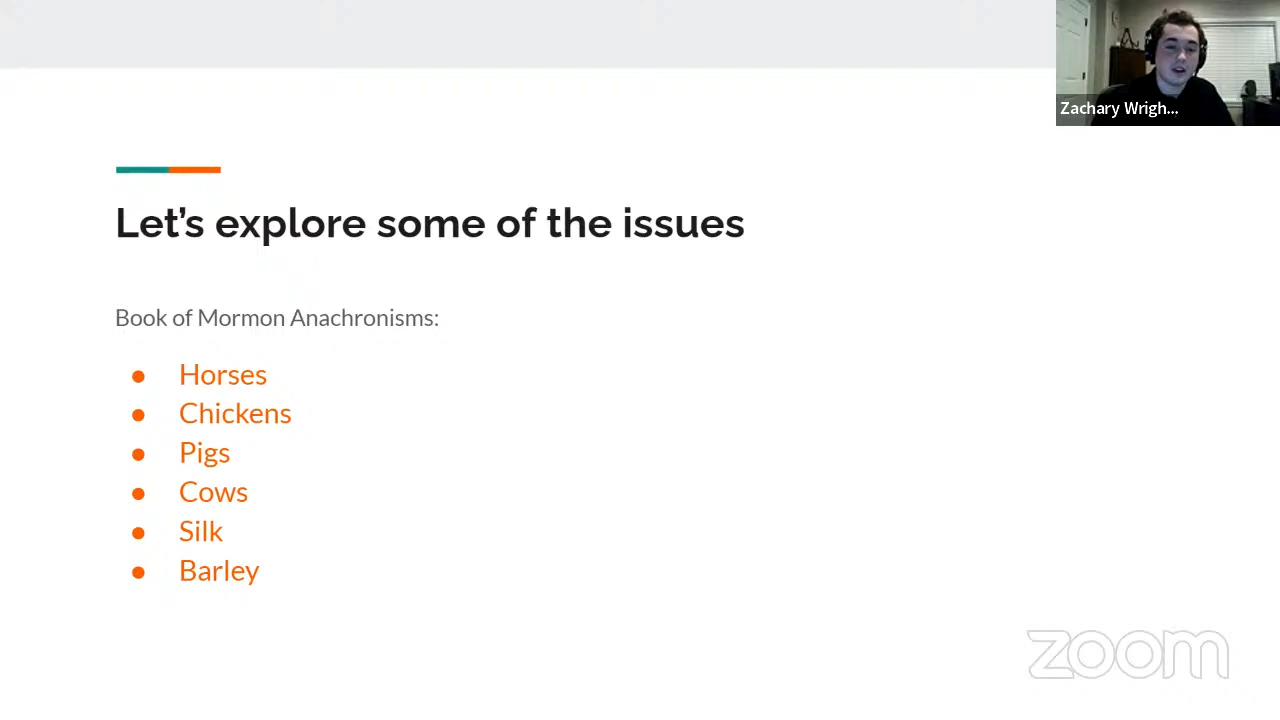 Zachary Wrigh...
Let's explore some of the issues
Book of Mormon Anachronisms:
● Horses
● Chickens
● Pigs
● Cows
● Silk
● Barley
zoom